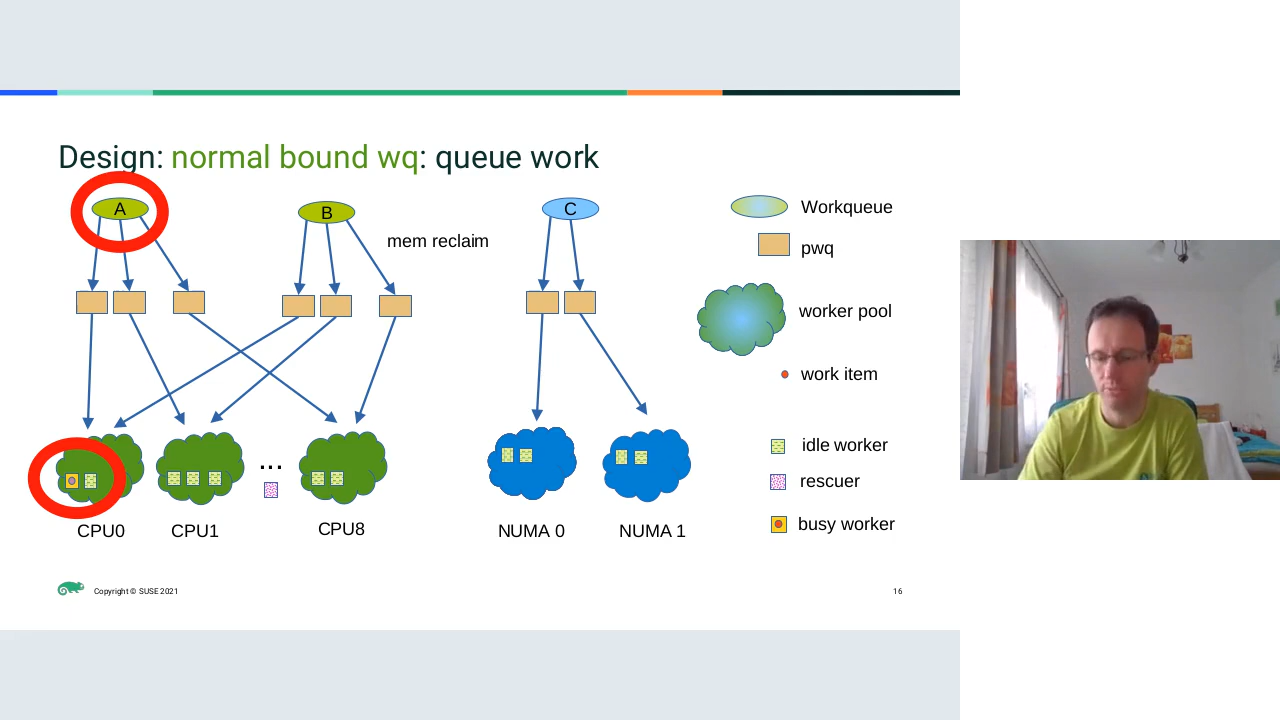 Design: normal bound wq: queue work
A
B
C
mem reclaim
Workqueue
pwq
worker pool
work item
idle worker
rescuer
busy worker
...
CPU0
CPU1
CPU8
NUMA 0
NUMA 1
Copyright © SUSE 2021
16